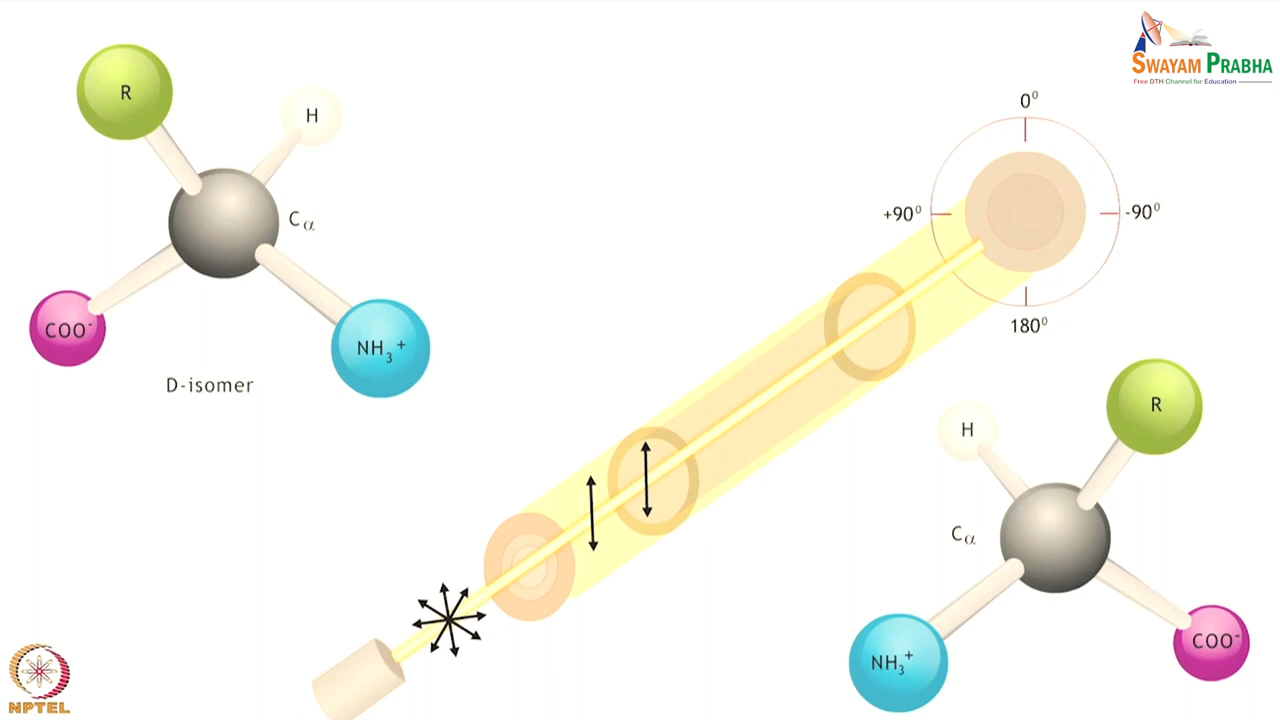 SWAYAM PRABHA
Free DTH Channel for Education
R
H
Cα
COO⁻
NH₃⁺
D-isomer
0⁰
+90⁰
-90⁰
180⁰
R
H
Cα
NH₃⁺
COO⁻
NPTEL